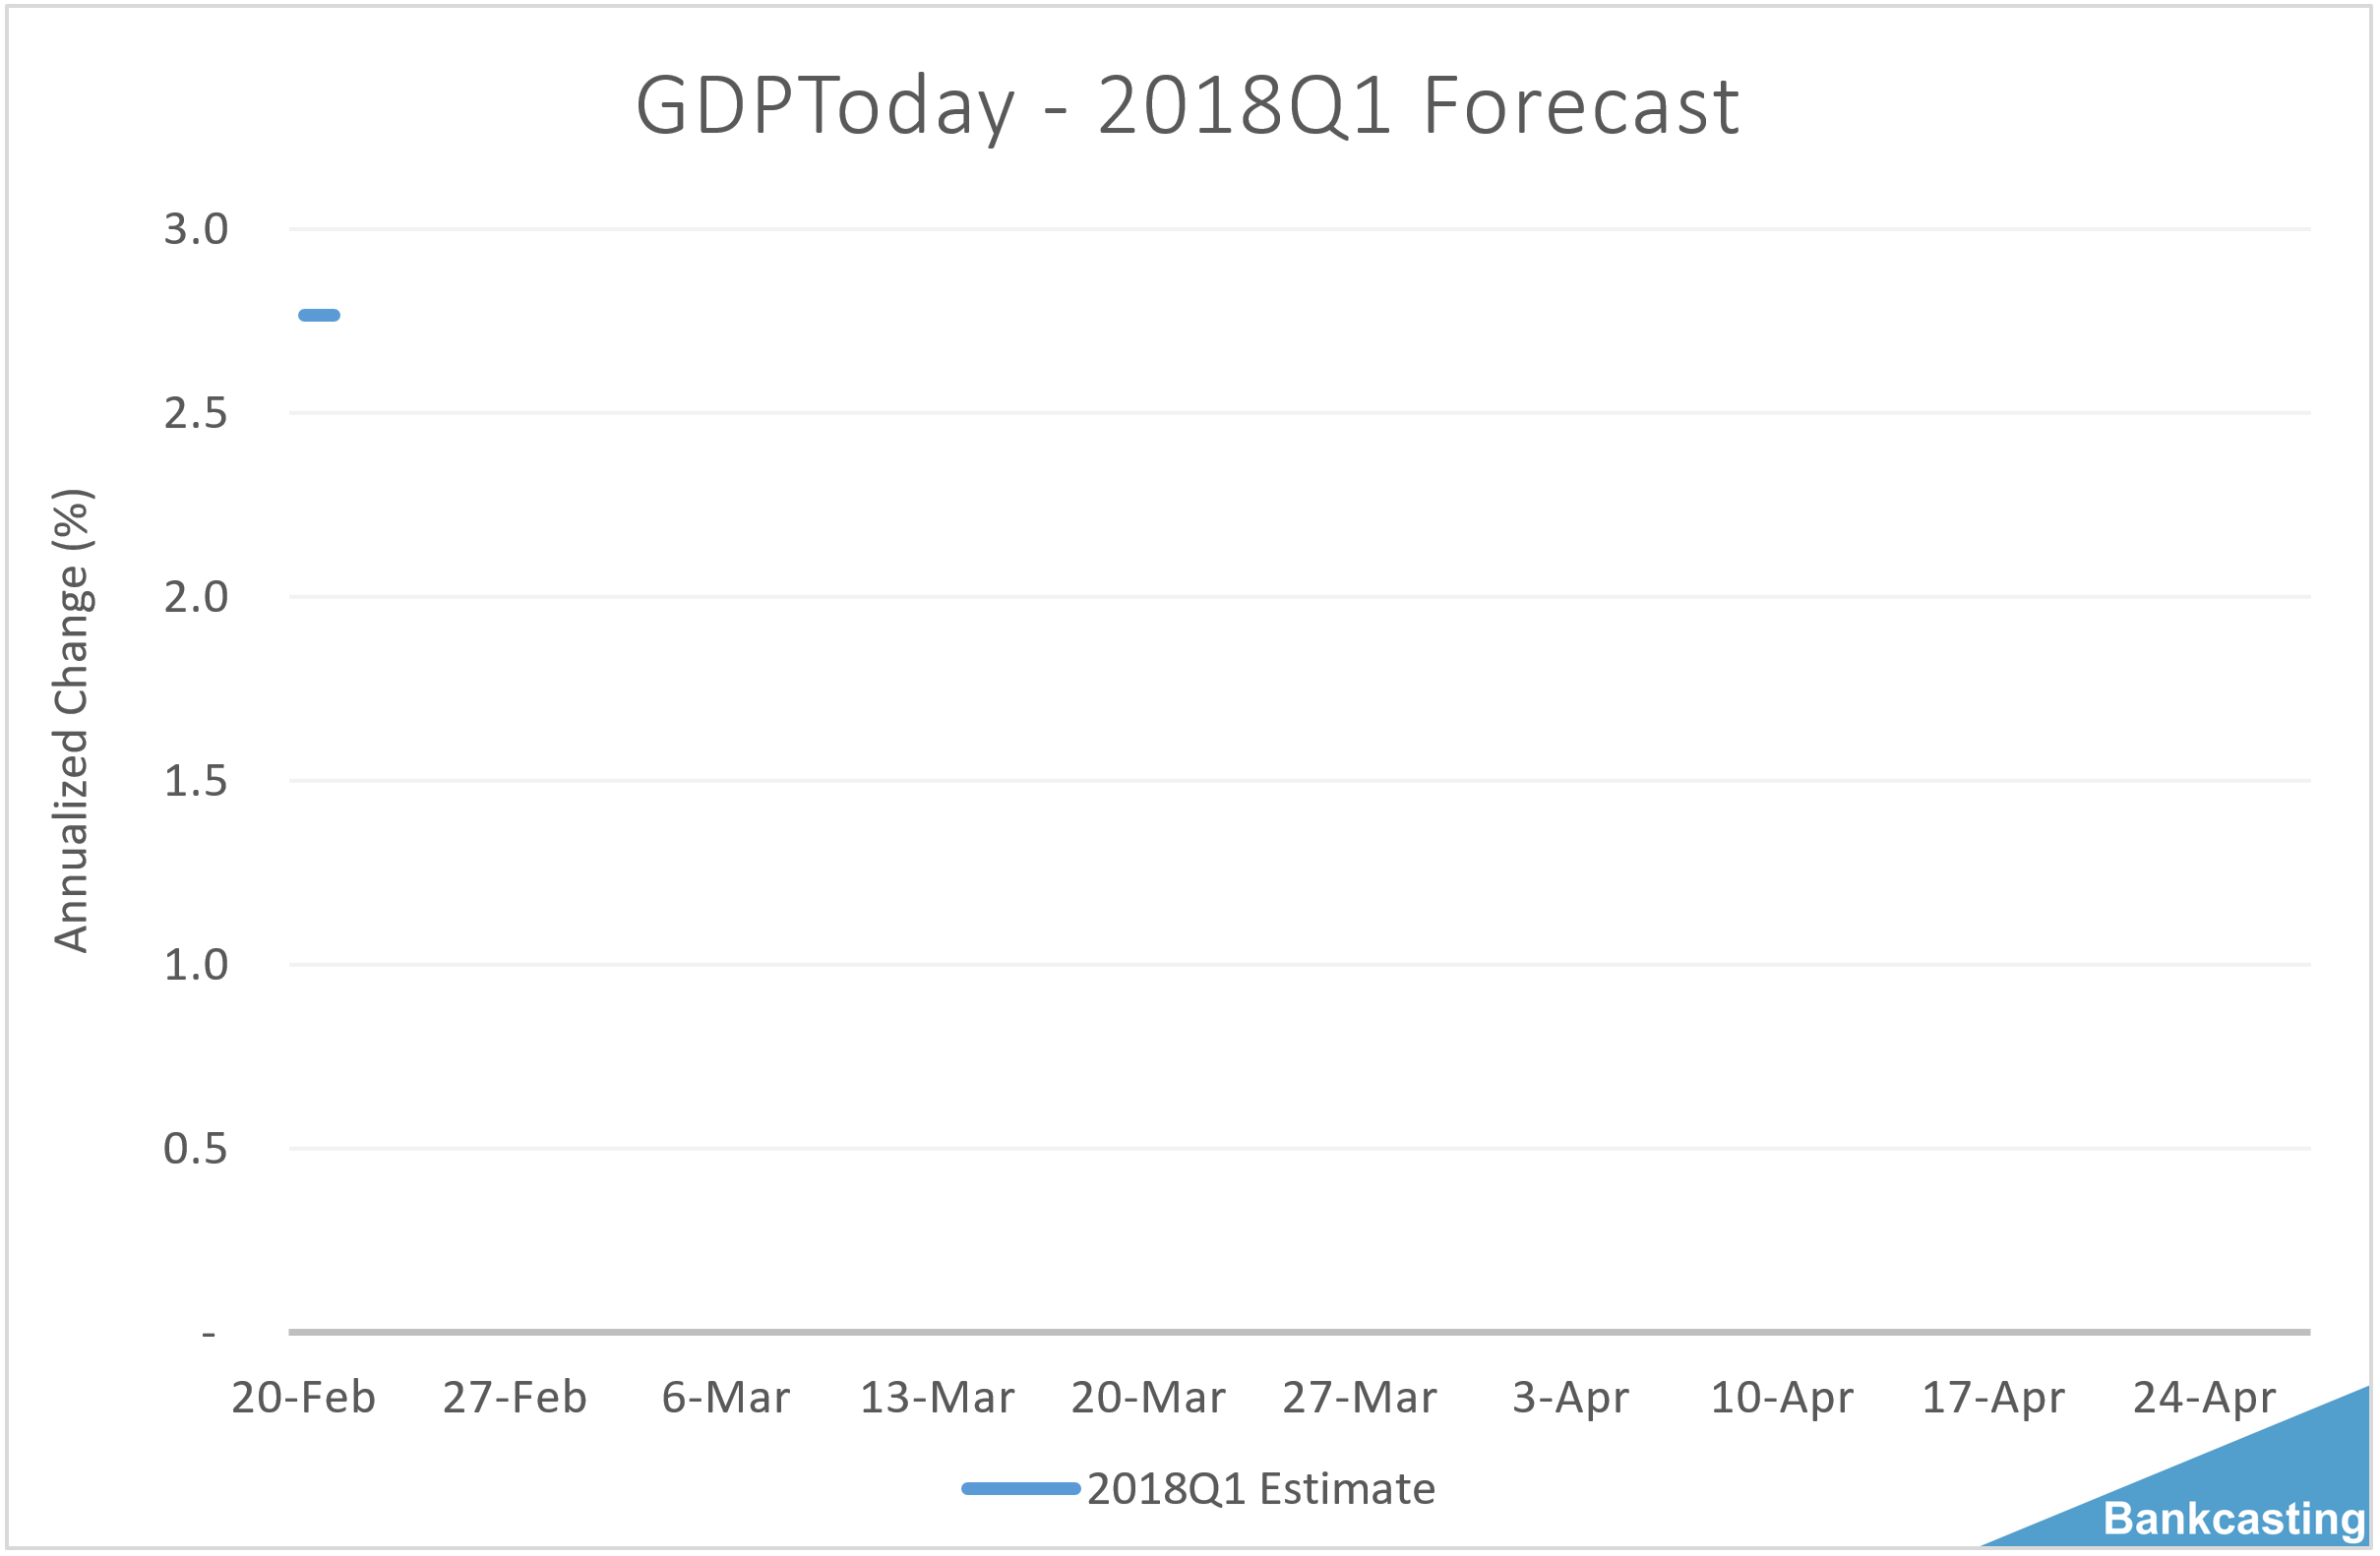 GDPToday - 2018Q1 Forecast
Annualized Change (%)
3.0
2.5
2.0
1.5
1.0
0.5
-
20-Feb 27-Feb 6-Mar 13-Mar 20-Mar 27-Mar 3-Apr 10-Apr 17-Apr 24-Apr
2018Q1 Estimate
Bankcasting